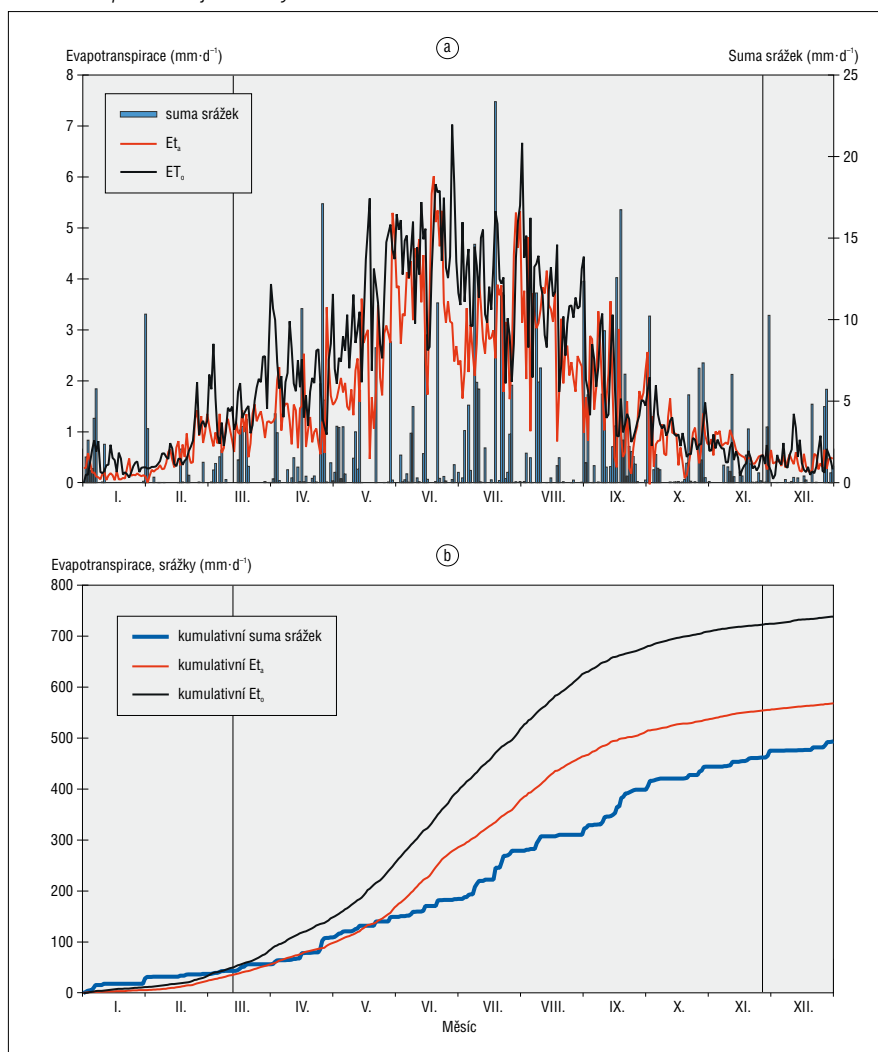 Evapotranspirace (mm·d⁻¹)
a
Suma srážek (mm·d⁻¹)
8
7
6
5
4
3
2
1
0
25
20
15
10
5
0
suma srážek
Etₐ
ET₀
I. II. III. IV. V. VI. VII. VIII. IX. X. XI. XII.
Evapotranspirace, srážky (mm·d⁻¹)
b
800
700
600
500
400
300
200
100
0
kumulativní suma srážek
kumulativní Etₐ
kumulativní Et₀
I. II. III. IV. V. VI. VII. VIII. IX. X. XI. XII.
Měsíc